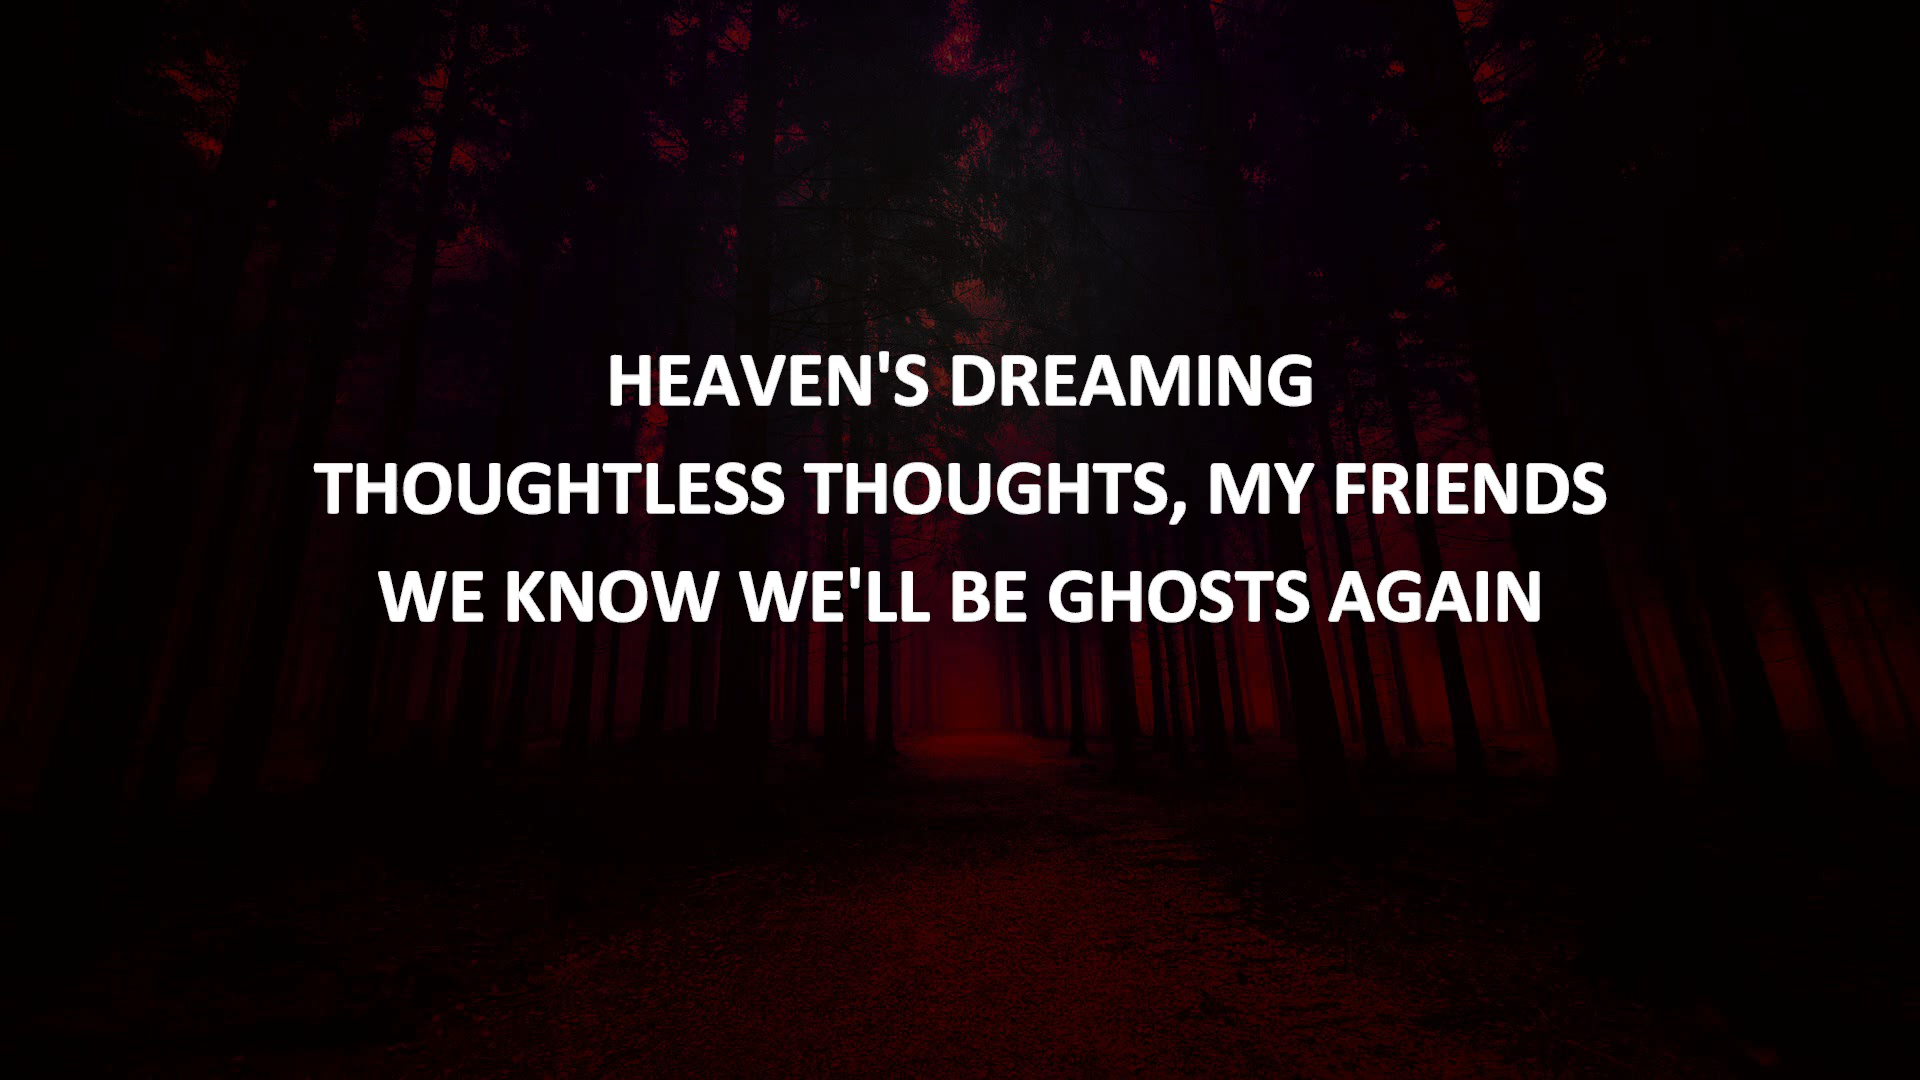 HEAVEN'S DREAMING
THOUGHTLESS THOUGHTS, MY FRIENDS
WE KNOW WE'LL BE GHOSTS AGAIN